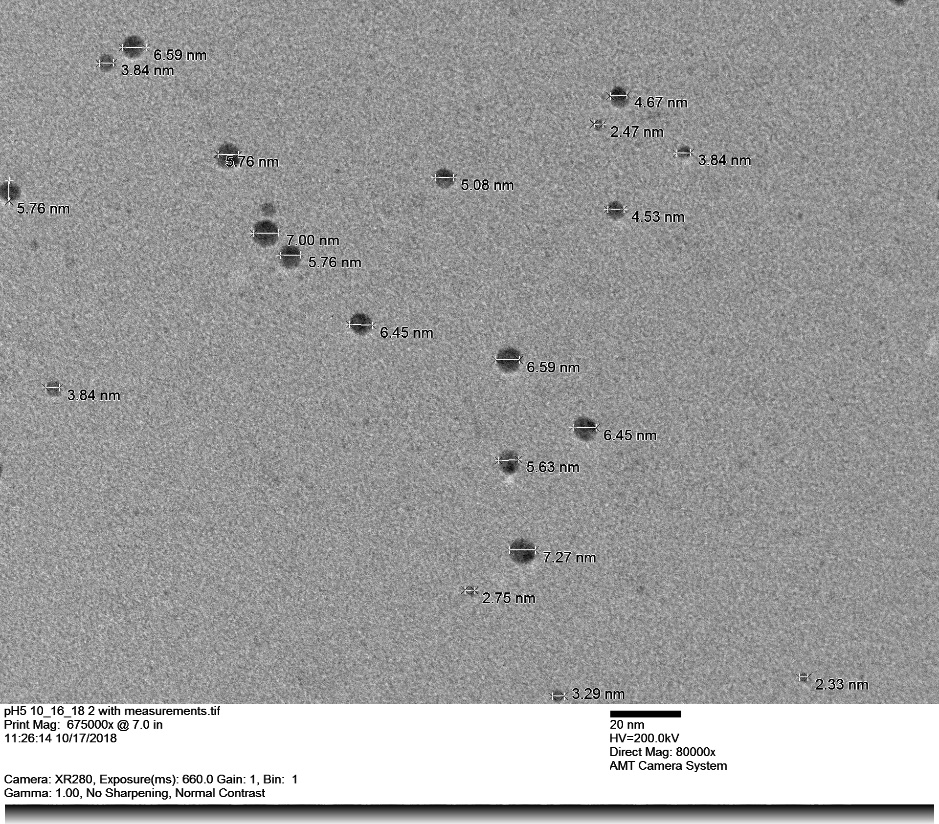 6.59 nm
3.84 nm
4.67 nm
2.47 nm
3.84 nm
5.76 nm
5.08 nm
5.76 nm
4.53 nm
7.00 nm
5.76 nm
6.45 nm
6.59 nm
3.84 nm
6.45 nm
5.63 nm
7.27 nm
2.75 nm
2.33 nm
3.29 nm
pH5 10_16_18 2 with measurements.tif
Print Mag: 675000x @ 7.0 in
11:26:14 10/17/2018
20 nm
HV=200.0kV
Direct Mag: 80000x
AMT Camera System
Camera: XR280, Exposure(ms): 660.0 Gain: 1, Bin: 1
Gamma: 1.00, No Sharpening, Normal Contrast